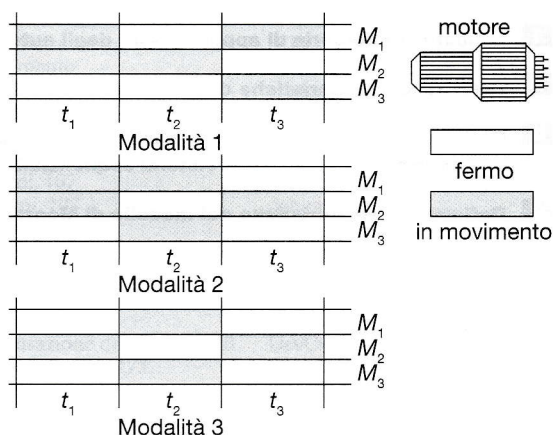 M₁
M₂
M₃
t₁ t₂ t₃
Modalità 1
M₁
M₂
M₃
t₁ t₂ t₃
Modalità 2
M₁
M₂
M₃
t₁ t₂ t₃
Modalità 3
motore
fermo
in movimento